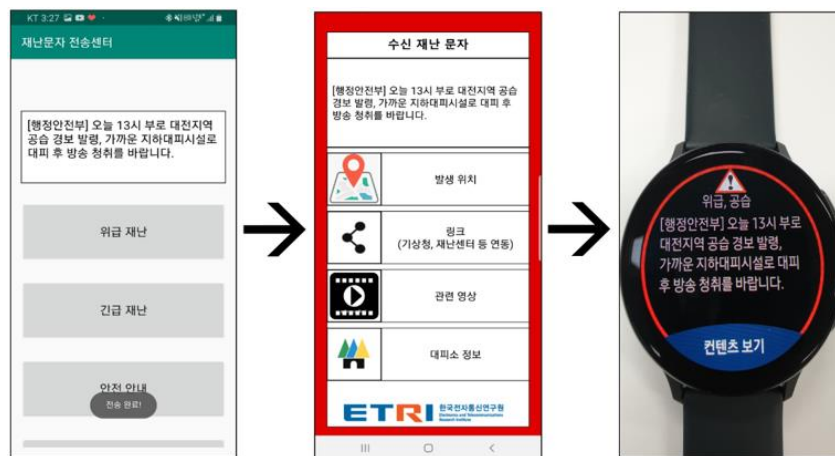 KT 3:27
재난문자 전송센터
[행정안전부] 오늘 13시 부로 대전지역
공습 경보 발령, 가까운 지하대피시설로
대피 후 방송 청취를 바랍니다.
위급 재난
긴급 재난
안전 안내
전송 완료!
수신 재난 문자
[행정안전부] 오늘 13시 부로 대전지역 공습
경보 발령, 가까운 지하대피시설로 대피 후
방송 청취를 바랍니다.
발생 위치
링크
(기상청, 재난센터 등 연동)
관련 영상
대피소 정보
ETRI 한국전자통신연구원
Electronics and Telecommunications
Research Institute
위급, 공습
[행정안전부] 오늘 13시 부로
대전지역 공습 경보 발령,
가까운 지하대피시설로 대피
후 방송 청취를 바랍니다.
컨텐츠 보기